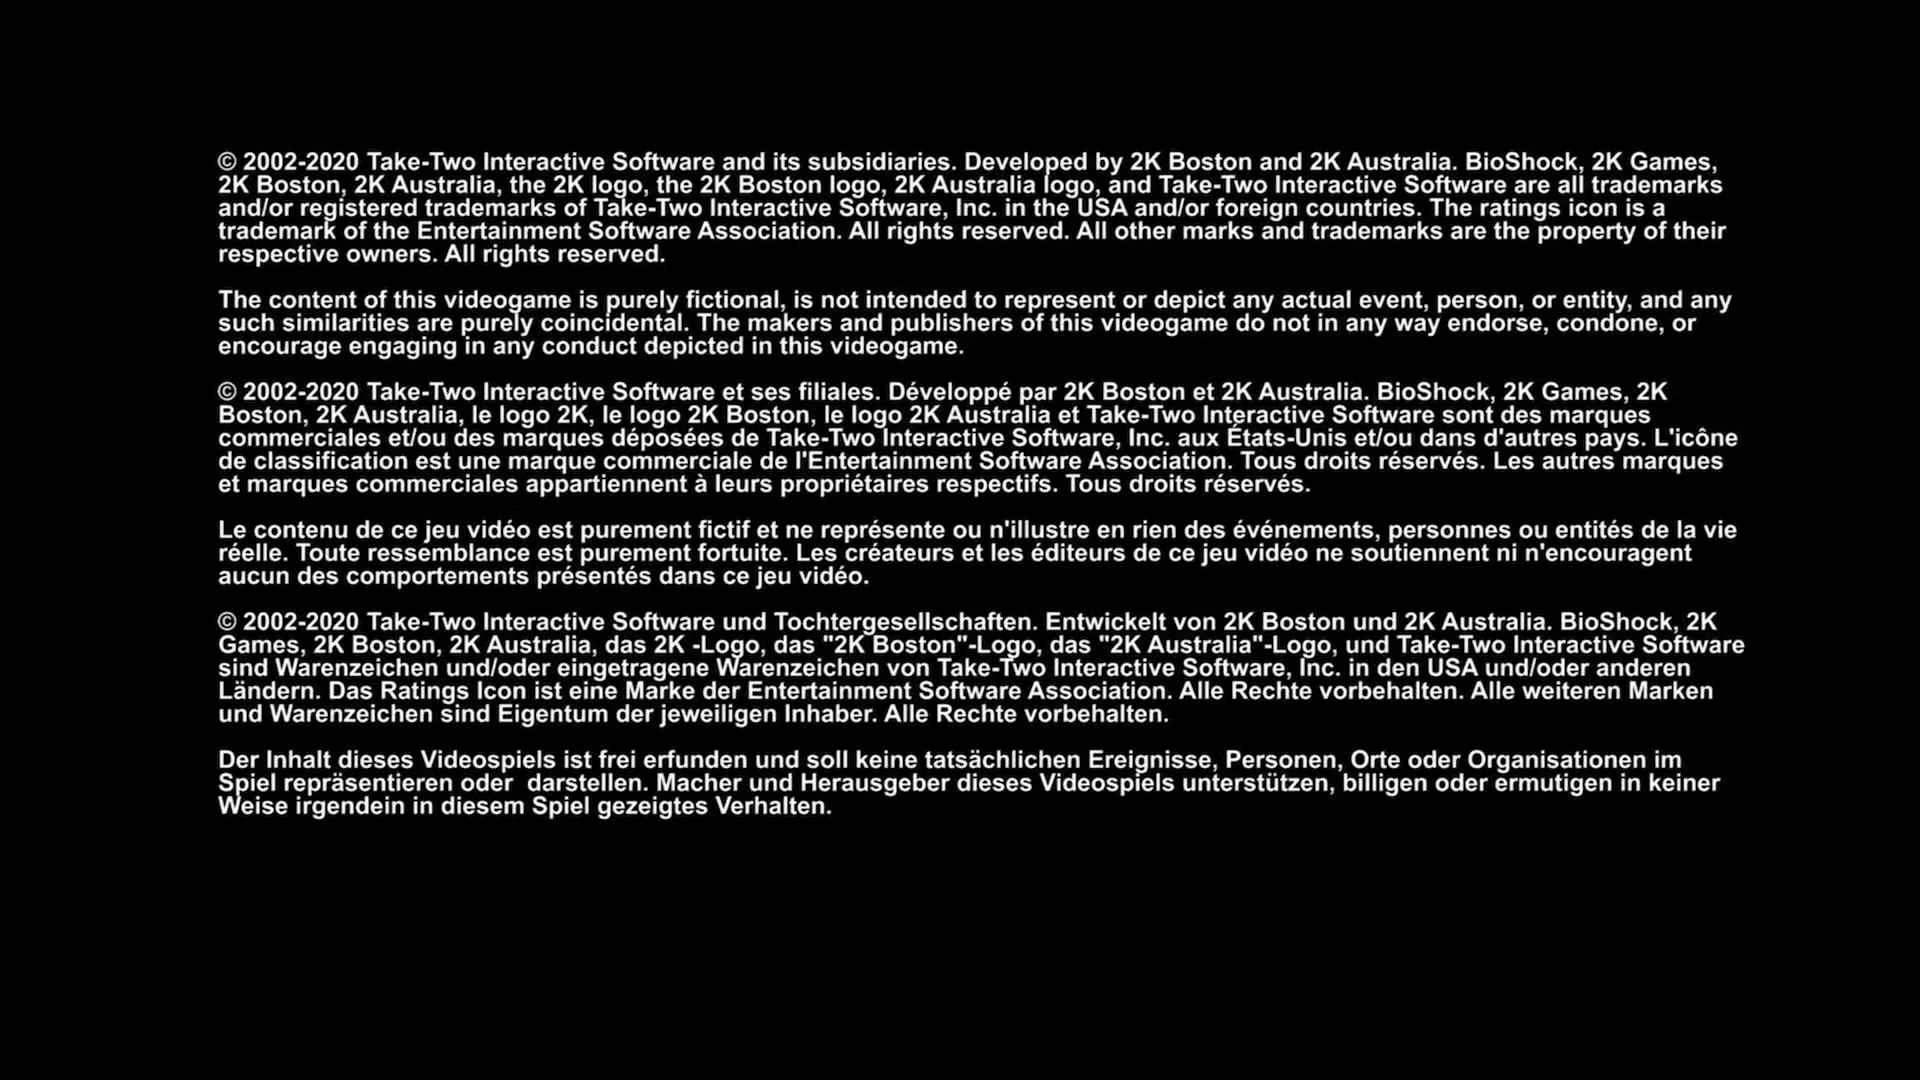 © 2002-2020 Take-Two Interactive Software and its subsidiaries. Developed by 2K Boston and 2K Australia. BioShock, 2K Games,
2K Boston, 2K Australia, the 2K logo, the 2K Boston logo, 2K Australia logo, and Take-Two Interactive Software are all trademarks
and/or registered trademarks of Take-Two Interactive Software, Inc. in the USA and/or foreign countries. The ratings icon is a
trademark of the Entertainment Software Association. All rights reserved. All other marks and trademarks are the property of their
respective owners. All rights reserved.
The content of this videogame is purely fictional, is not intended to represent or depict any actual event, person, or entity, and any
such similarities are purely coincidental. The makers and publishers of this videogame do not in any way endorse, condone, or
encourage engaging in any conduct depicted in this videogame.
© 2002-2020 Take-Two Interactive Software et ses filiales. Développé par 2K Boston et 2K Australia. BioShock, 2K Games, 2K
Boston, 2K Australia, le logo 2K, le logo 2K Boston, le logo 2K Australia et Take-Two Interactive Software sont des marques
commerciales et/ou des marques déposées de Take-Two Interactive Software, Inc. aux États-Unis et/ou dans d'autres pays. L'icône
de classification est une marque commerciale de l'Entertainment Software Association. Tous droits réservés. Les autres marques
et marques commerciales appartiennent à leurs propriétaires respectifs. Tous droits réservés.
Le contenu de ce jeu vidéo est purement fictif et ne représente ou n'illustre en rien des événements, personnes ou entités de la vie
réelle. Toute ressemblance est purement fortuite. Les créateurs et les éditeurs de ce jeu vidéo ne soutiennent ni n'encouragent
aucun des comportements présentés dans ce jeu vidéo.
© 2002-2020 Take-Two Interactive Software und Tochtergesellschaften. Entwickelt von 2K Boston und 2K Australia. BioShock, 2K
Games, 2K Boston, 2K Australia, das 2K -Logo, das "2K Boston"-Logo, das "2K Australia"-Logo, und Take-Two Interactive Software
sind Warenzeichen und/oder eingetragene Warenzeichen von Take-Two Interactive Software, Inc. in den USA und/oder anderen
Ländern. Das Ratings Icon ist eine Marke der Entertainment Software Association. Alle Rechte vorbehalten. Alle weiteren Marken
und Warenzeichen sind Eigentum der jeweiligen Inhaber. Alle Rechte vorbehalten.
Der Inhalt dieses Videospiels ist frei erfunden und soll keine tatsächlichen Ereignisse, Personen, Orte oder Organisationen im
Spiel repräsentieren oder  darstellen. Macher und Herausgeber dieses Videospiels unterstützen, billigen oder ermutigen in keiner
Weise irgendein in diesem Spiel gezeigtes Verhalten.